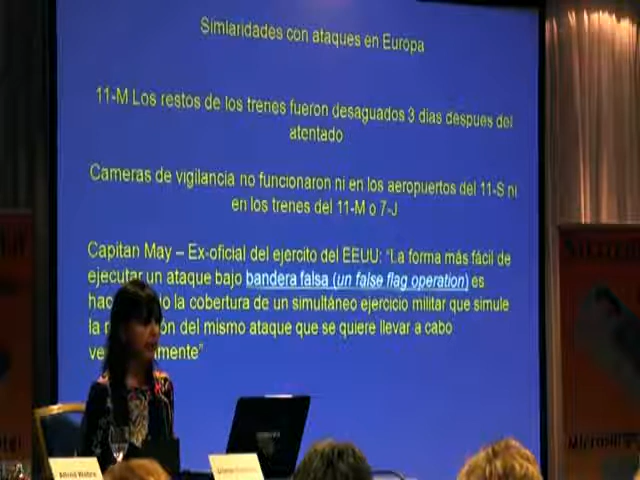 Simlaridades con ataques en Europa
11-M Los restos de los trenes fueron desaguados 3 dias despues del
atentado
Cameras de vigilancia no funcionaron ni en los aeropuertos del 11-S ni
en los trenes del 11-M o 7-J
Capitan May – Ex-oficial del ejercito del EEUU: "La forma más fácil de
ejecutar un ataque bajo bandera falsa (un false flag operation) es
la cobertura de un simultáneo ejercicio militar que simule
la del mismo ataque que se quiere llevar a cabo